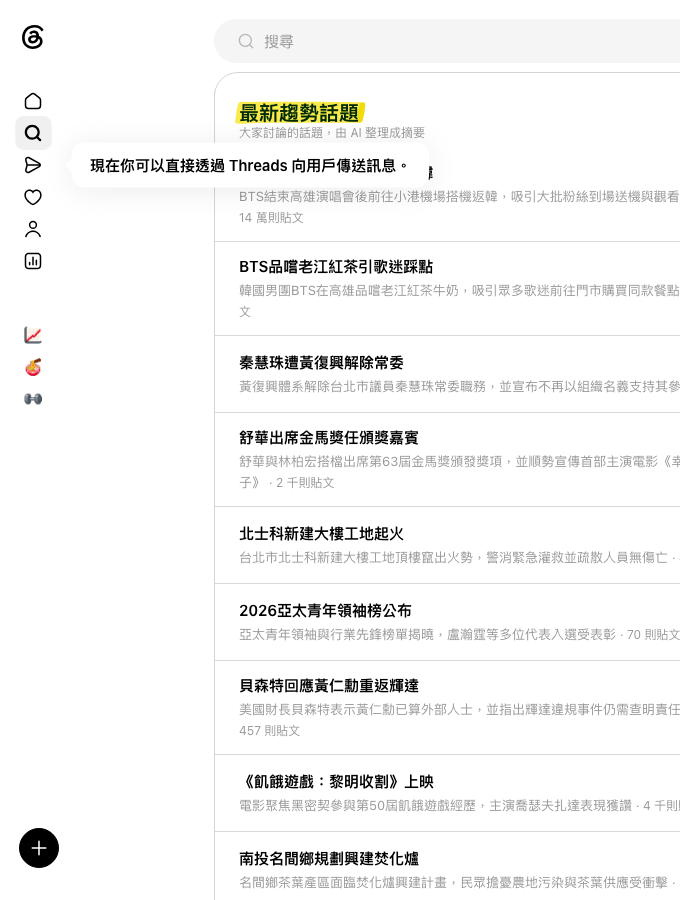 搜尋
最新趨勢話題
大家討論的話題，由 AI 整理成摘要
現在你可以直接透過 Threads 向用戶傳送訊息。
BTS結束高雄演唱會後前往小港機場搭機返韓，吸引大批粉絲到場送機與觀看
14 萬則貼文
BTS品嚐老江紅茶引歌迷踩點
韓國男團BTS在高雄品嚐老江紅茶牛奶，吸引眾多歌迷前往門市購買同款餐點
文
秦慧珠遭黃復興解除常委
黃復興體系解除台北市議員秦慧珠常委職務，並宣布不再以組織名義支持其參
舒華出席金馬獎任頒獎嘉賓
舒華與林柏宏搭檔出席第63屆金馬獎頒發獎項，並順勢宣傳首部主演電影《幸
子》 · 2 千則貼文
北士科新建大樓工地起火
台北市北士科新建大樓工地頂樓竄出火勢，警消緊急灌救並疏散人員無傷亡 ·
2026亞太青年領袖榜公布
亞太青年領袖與行業先鋒榜單揭曉，盧瀚霆等多位代表入選受表彰 · 70 則貼文
貝森特回應黃仁勳重返輝達
美國財長貝森特表示黃仁勳已算外部人士，並指出輝達違規事件仍需查明責任
457 則貼文
《飢餓遊戲：黎明收割》上映
電影聚焦黑密契參與第50屆飢餓遊戲經歷，主演喬瑟夫扎達表現獲讚 · 4 千則
南投名間鄉規劃興建焚化爐
名間鄉茶葉產區面臨焚化爐興建計畫，民眾擔憂農地污染與茶葉供應受衝擊 ·